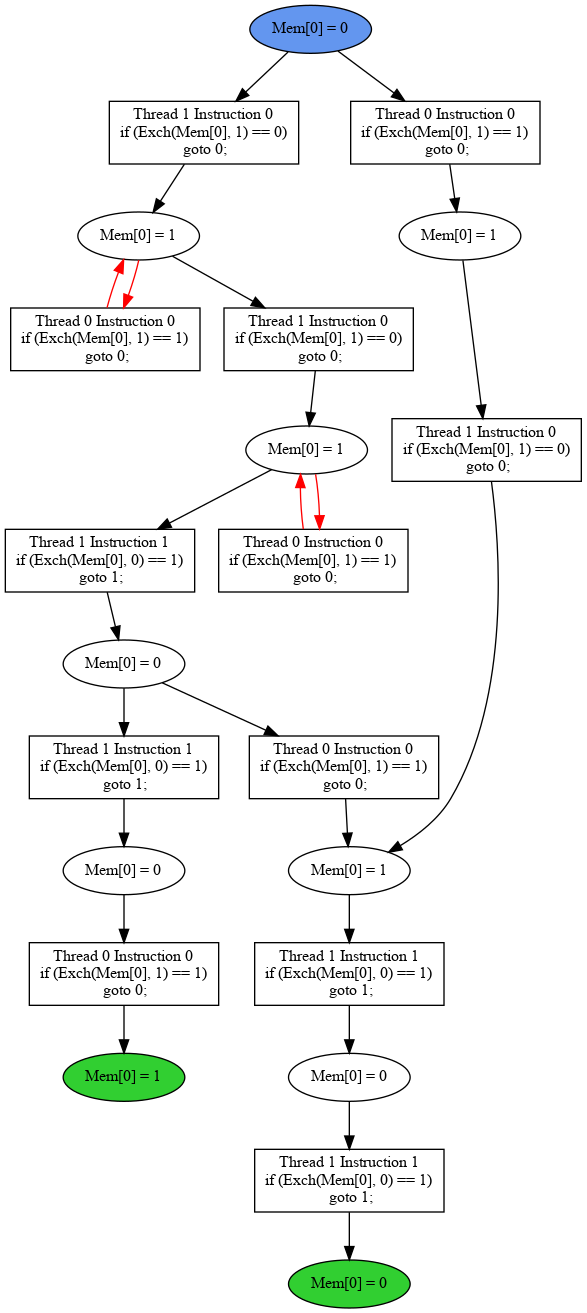 Mem[0] = 0
Thread 1 Instruction 0
if (Exch(Mem[0], 1) == 0)
goto 0;
Thread 0 Instruction 0
if (Exch(Mem[0], 1) == 1)
goto 0;
Mem[0] = 1
Mem[0] = 1
Thread 0 Instruction 0
if (Exch(Mem[0], 1) == 1)
goto 0;
Thread 1 Instruction 0
if (Exch(Mem[0], 1) == 0)
goto 0;
Mem[0] = 1
Thread 1 Instruction 0
if (Exch(Mem[0], 1) == 0)
goto 0;
Thread 1 Instruction 1
if (Exch(Mem[0], 0) == 1)
goto 1;
Thread 0 Instruction 0
if (Exch(Mem[0], 1) == 1)
goto 0;
Mem[0] = 0
Thread 1 Instruction 1
if (Exch(Mem[0], 0) == 1)
goto 1;
Thread 0 Instruction 0
if (Exch(Mem[0], 1) == 1)
goto 0;
Mem[0] = 0
Mem[0] = 1
Thread 0 Instruction 0
if (Exch(Mem[0], 1) == 1)
goto 0;
Thread 1 Instruction 1
if (Exch(Mem[0], 0) == 1)
goto 1;
Mem[0] = 1
Mem[0] = 0
Thread 1 Instruction 1
if (Exch(Mem[0], 0) == 1)
goto 1;
Mem[0] = 0